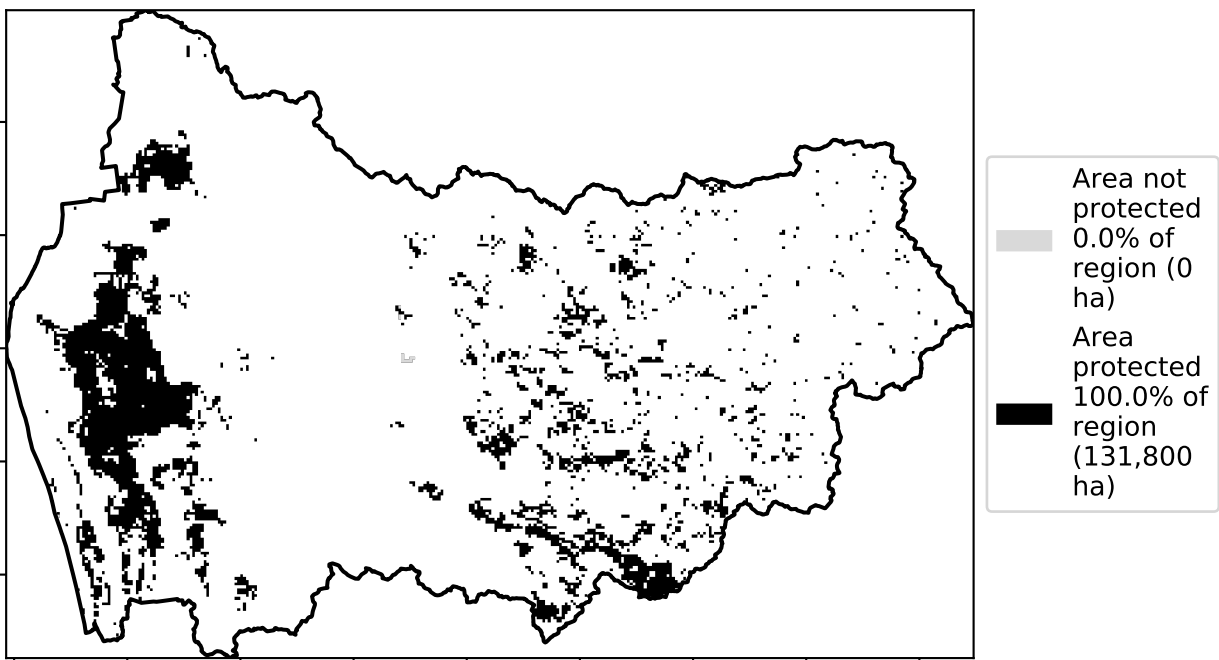 Area not
protected
0.0% of
region (0
ha)
Area
protected
100.0% of
region
(131,800
ha)